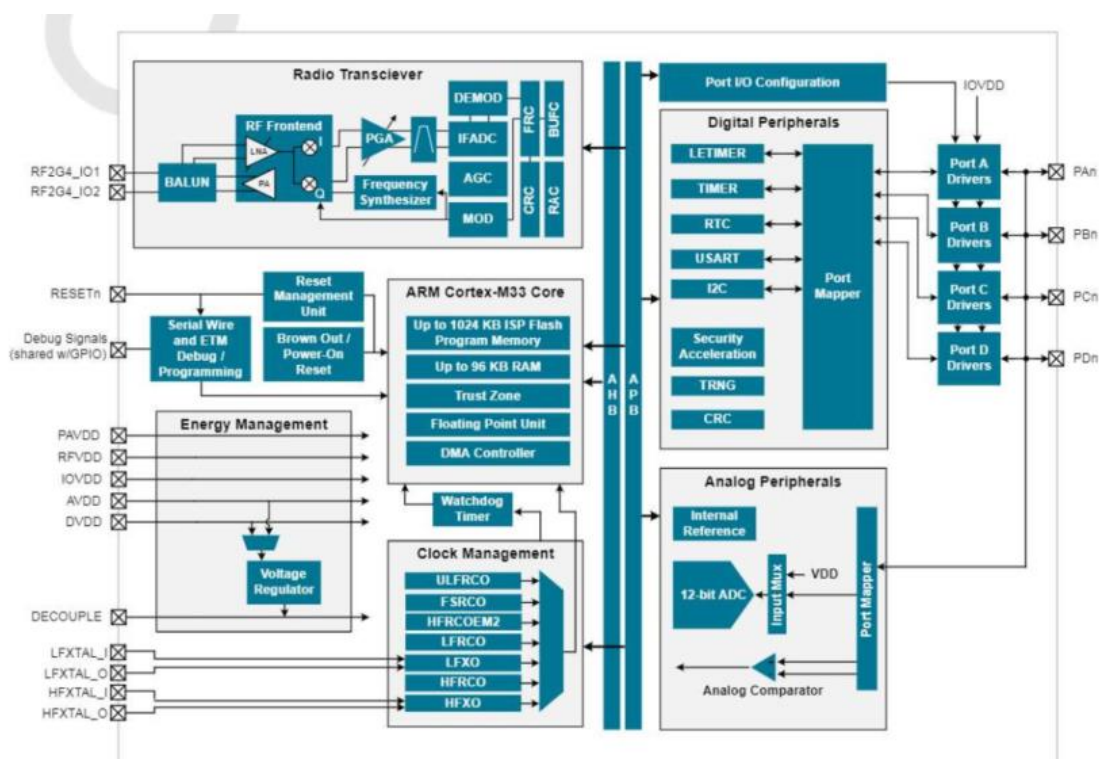 Radio Transciever
RF Frontend
LNA
I
PA
Q
BALUN
PGA
Frequency
Synthesizer
DEMOD
IFADC
AGC
MOD
FRC
BUFC
CRC
RAC
RF2G4_IO1
RF2G4_IO2
RESETn
Debug Signals
(shared w/GPIO)
Reset
Management
Unit
Serial Wire
and ETM
Debug /
Programming
Brown Out /
Power-On
Reset
ARM Cortex-M33 Core
Up to 1024 KB ISP Flash
Program Memory
Up to 96 KB RAM
Trust Zone
Floating Point Unit
DMA Controller
Energy Management
PAVDD
RFVDD
IOVDD
AVDD
DVDD
Voltage
Regulator
DECOUPLE
Watchdog
Timer
Clock Management
ULFRCO
FSRCO
HFRCOEM2
LFRCO
LFXO
HFRCO
HFXO
LFXTAL_I
LFXTAL_O
HFXTAL_I
HFXTAL_O
AHB
APB
Port I/O Configuration
IOVDD
Digital Peripherals
LETIMER
TIMER
RTC
USART
I2C
Security
Acceleration
TRNG
CRC
Port
Mapper
Port A
Drivers
Port B
Drivers
Port C
Drivers
Port D
Drivers
PAn
PBn
PCn
PDn
Analog Peripherals
Internal
Reference
12-bit ADC
Input Mux
VDD
Port Mapper
Analog Comparator